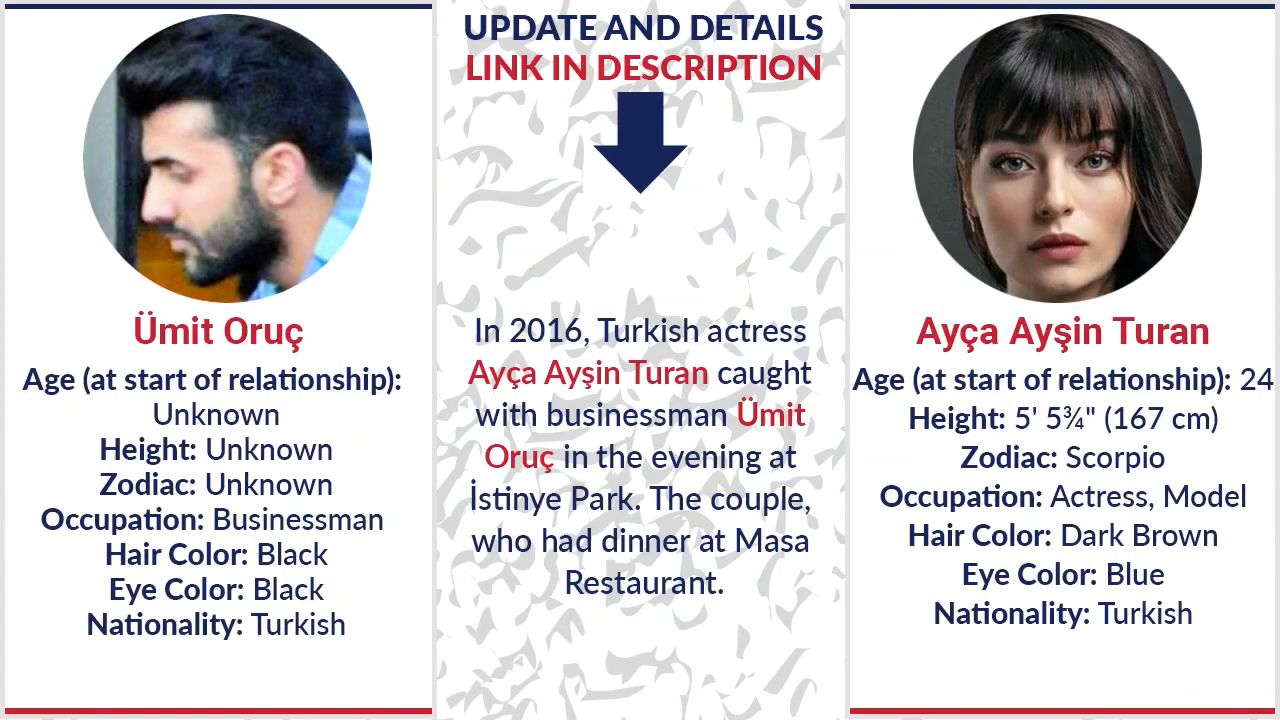 Ümit Oruç
Age (at start of relationship):
Unknown
Height: Unknown
Zodiac: Unknown
Occupation: Businessman
Hair Color: Black
Eye Color: Black
Nationality: Turkish
UPDATE AND DETAILS
LINK IN DESCRIPTION
In 2016, Turkish actress
Ayça Ayşin Turan caught
with businessman Ümit
Oruç in the evening at
İstinye Park. The couple,
who had dinner at Masa
Restaurant.
Ayça Ayşin Turan
Age (at start of relationship): 24
Height: 5' 5¾" (167 cm)
Zodiac: Scorpio
Occupation: Actress, Model
Hair Color: Dark Brown
Eye Color: Blue
Nationality: Turkish